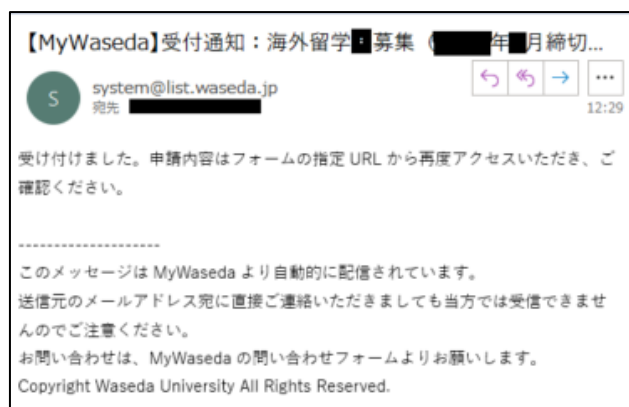 【MyWaseda】受付通知：海外留学 募集（ 年 月締切...
S
system@list.waseda.jp
宛先
12:29
受け付けました。申請内容はフォームの指定 URL から再度アクセスいただき、ご
確認ください。
--------------------
このメッセージは MyWaseda より自動的に配信されています。
送信元のメールアドレス宛に直接ご連絡いただきましても当方では受信できませ
んのでご注意ください。
お問い合わせは、MyWaseda の問い合わせフォームよりお願いします。
Copyright Waseda University All Rights Reserved.